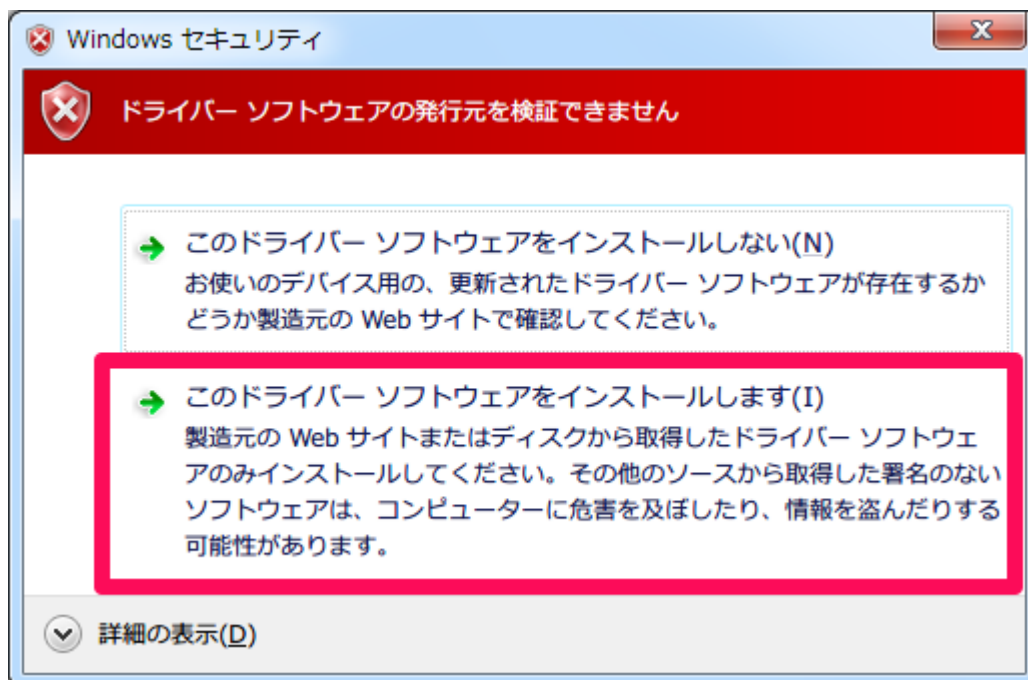 Windows セキュリティ
ドライバー ソフトウェアの発行元を検証できません
このドライバー ソフトウェアをインストールしない(N)
お使いのデバイス用の、更新されたドライバー ソフトウェアが存在するか
どうか製造元の Web サイトで確認してください。
このドライバー ソフトウェアをインストールします(I)
製造元の Web サイトまたはディスクから取得したドライバー ソフトウェ
アのみインストールしてください。その他のソースから取得した署名のない
ソフトウェアは、コンピューターに危害を及ぼしたり、情報を盗んだりする
可能性があります。
詳細の表示(D)